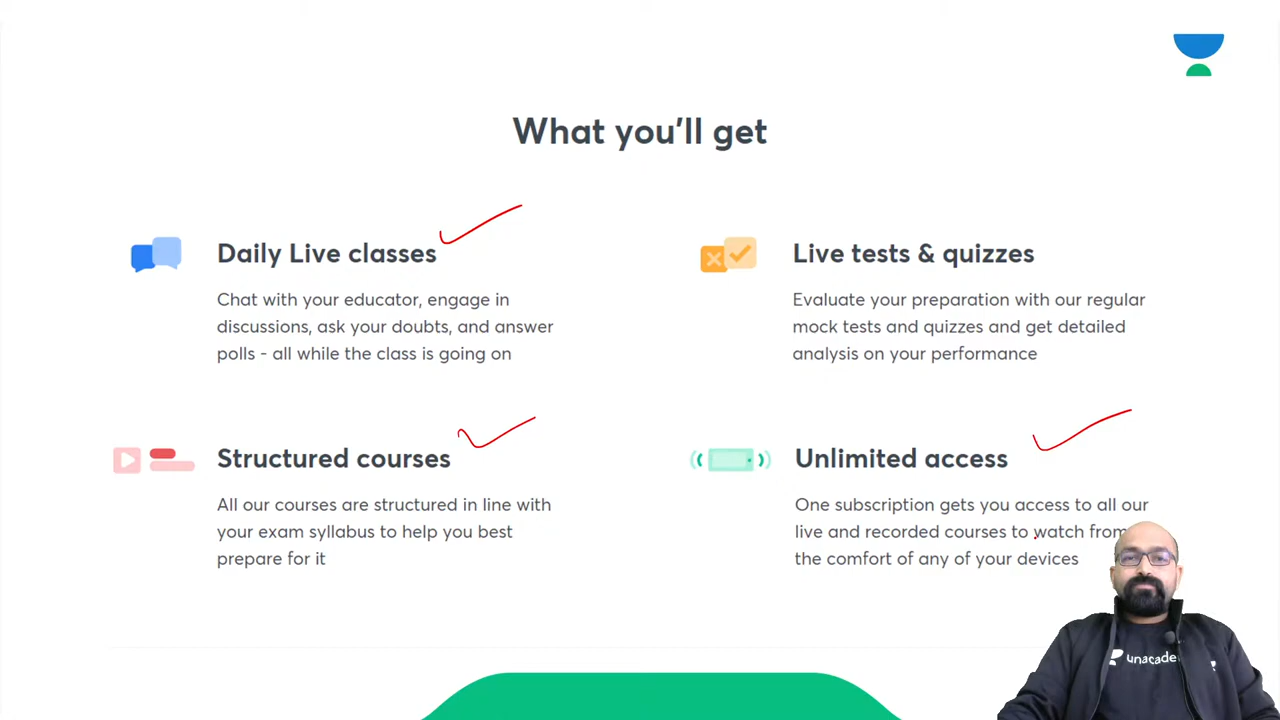 What you'll get
Daily Live classes
Chat with your educator, engage in
discussions, ask your doubts, and answer
polls - all while the class is going on
Live tests & quizzes
Evaluate your preparation with our regular
mock tests and quizzes and get detailed
analysis on your performance
Structured courses
All our courses are structured in line with
your exam syllabus to help you best
prepare for it
Unlimited access
One subscription gets you access to all our
live and recorded courses to watch from
the comfort of any of your devices